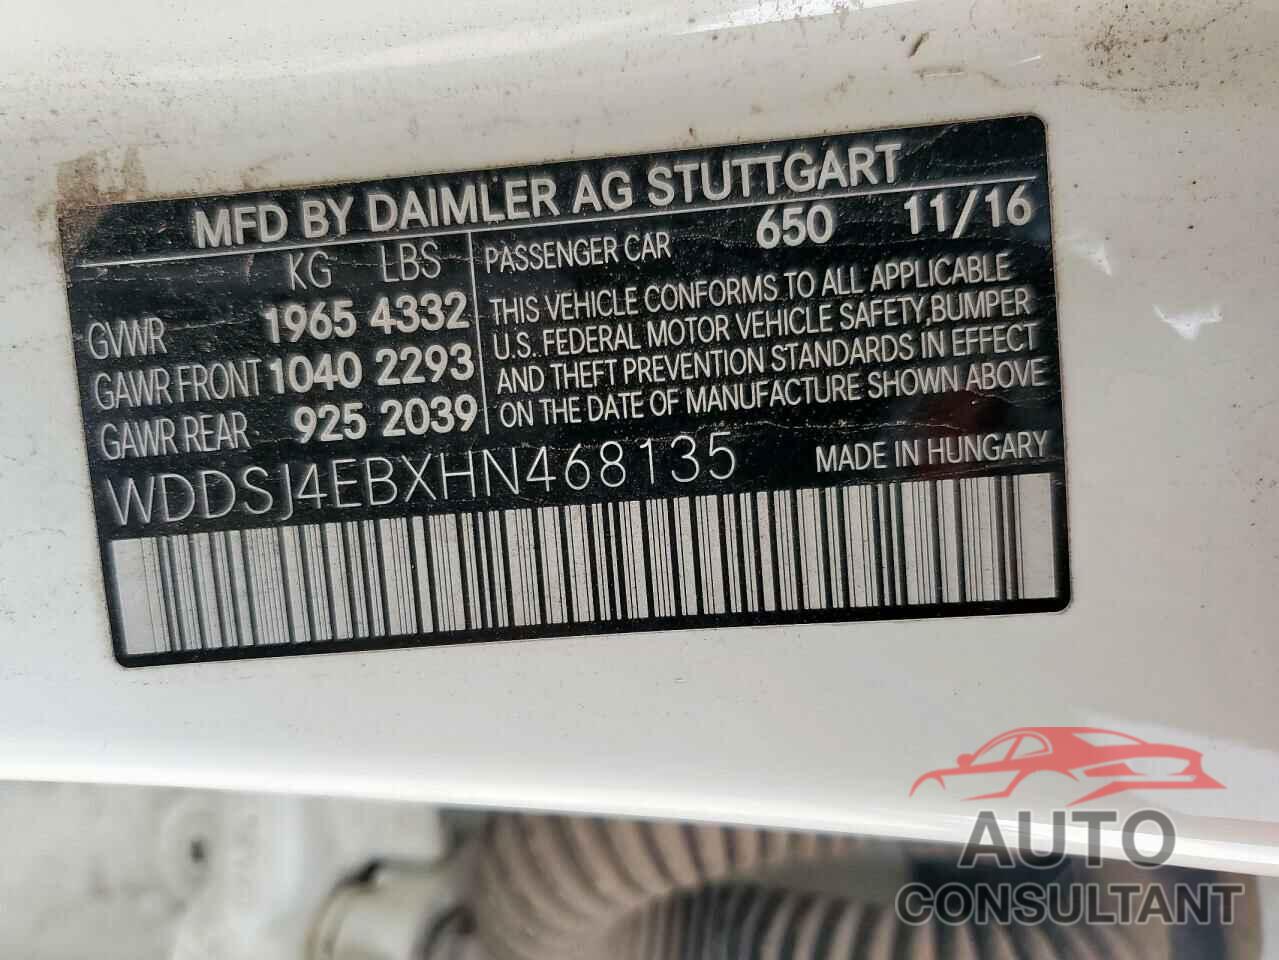 MFD BY DAIMLER AG STUTTGART
KG LBS
GVWR 1965 4332
GAWR FRONT 1040 2293
GAWR REAR 925 2039
PASSENGER CAR 650 11/16
THIS VEHICLE CONFORMS TO ALL APPLICABLE
U.S. FEDERAL MOTOR VEHICLE SAFETY, BUMPER
AND THEFT PREVENTION STANDARDS IN EFFECT
ON THE DATE OF MANUFACTURE SHOWN ABOVE
WDDSJ4EBXHN468135 MADE IN HUNGARY
AUTO
CONSULTANT